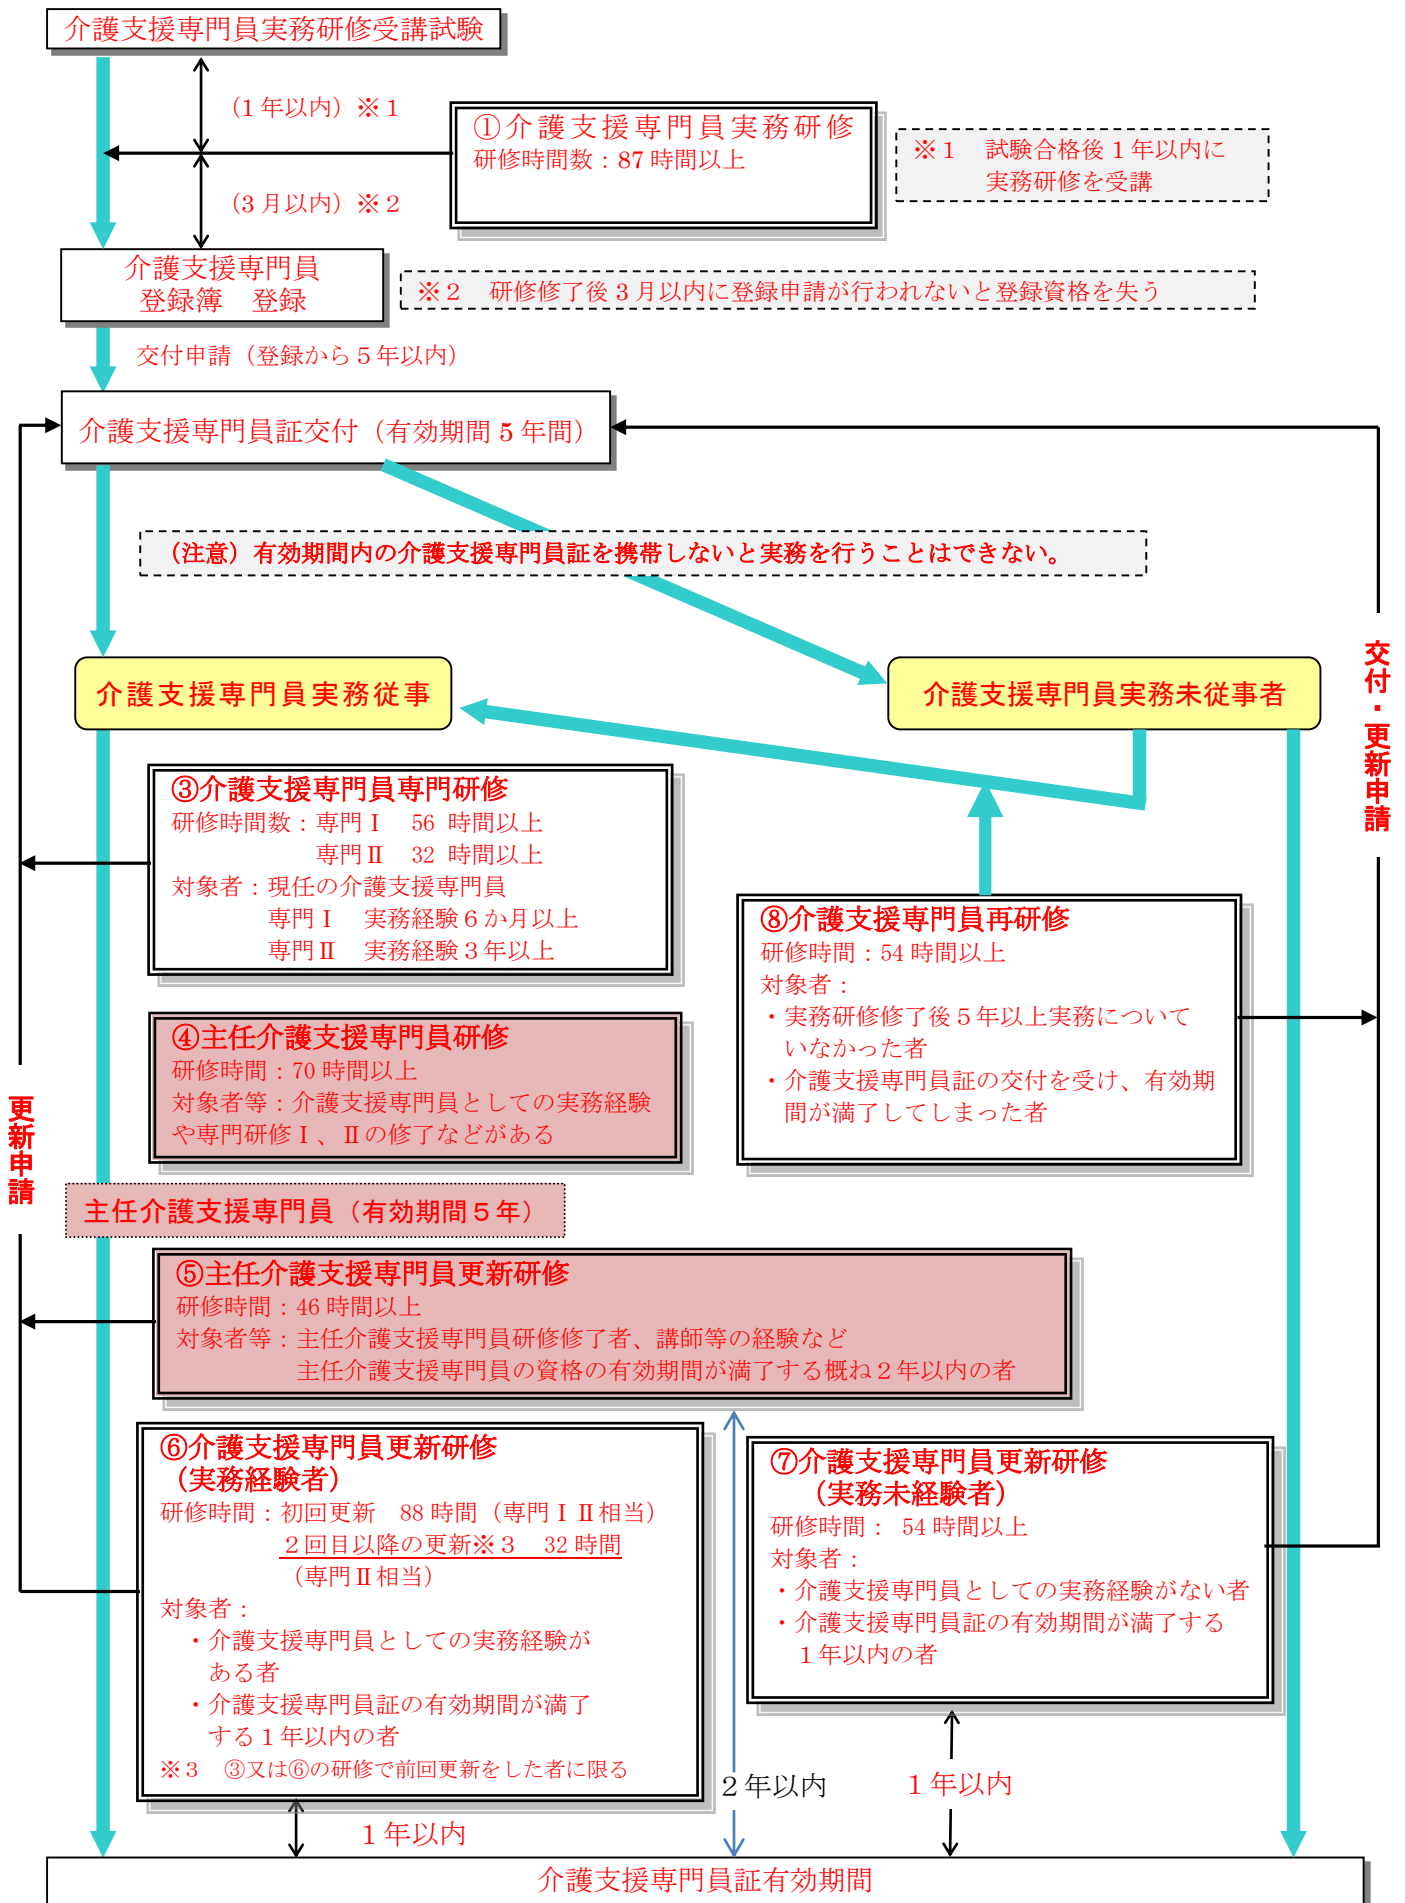 介護支援専門員実務研修受講試験
(1年以内）※１
①介護支援専門員実務研修
研修時間数：87時間以上
※１　試験合格後１年以内に
実務研修を受講
(3月以内）※２
介護支援専門員
登録簿　登録
※２　研修修了後3月以内に登録申請が行われないと登録資格を失う
交付申請（登録から５年以内）
介護支援専門員証交付（有効期間5年間）
（注意）有効期間内の介護支援専門員証を携帯しないと実務を行うことはできない。
介護支援専門員実務従事
介護支援専門員実務未従事者
交付・更新申請
③介護支援専門員専門研修
研修時間数：専門Ⅰ　56 時間以上
専門Ⅱ　32 時間以上
対象者：現任の介護支援専門員
専門Ⅰ　実務経験６か月以上
専門Ⅱ　実務経験３年以上
⑧介護支援専門員再研修
研修時間：54時間以上
対象者：
・実務研修修了後５年以上実務について
いなかった者
・介護支援専門員証の交付を受け、有効期
間が満了してしまった者
④主任介護支援専門員研修
研修時間：70時間以上
対象者等：介護支援専門員としての実務経験
や専門研修Ⅰ、Ⅱの修了などがある
更新申請
主任介護支援専門員（有効期間５年）
⑤主任介護支援専門員更新研修
研修時間：46時間以上
対象者等：主任介護支援専門員研修修了者、講師等の経験など
主任介護支援専門員の資格の有効期間が満了する概ね２年以内の者
⑥介護支援専門員更新研修
（実務経験者）
研修時間：初回更新　88時間（専門ⅠⅡ相当）
２回目以降の更新※３　32時間
（専門Ⅱ相当）
対象者：
・介護支援専門員としての実務経験が
ある者
・介護支援専門員証の有効期間が満了
する１年以内の者
※３　③又は⑥の研修で前回更新をした者に限る
⑦介護支援専門員更新研修
（実務未経験者）
研修時間： 54時間以上
対象者：
・介護支援専門員としての実務経験がない者
・介護支援専門員証の有効期間が満了する
１年以内の者
２年以内
１年以内
１年以内
介護支援専門員証有効期間